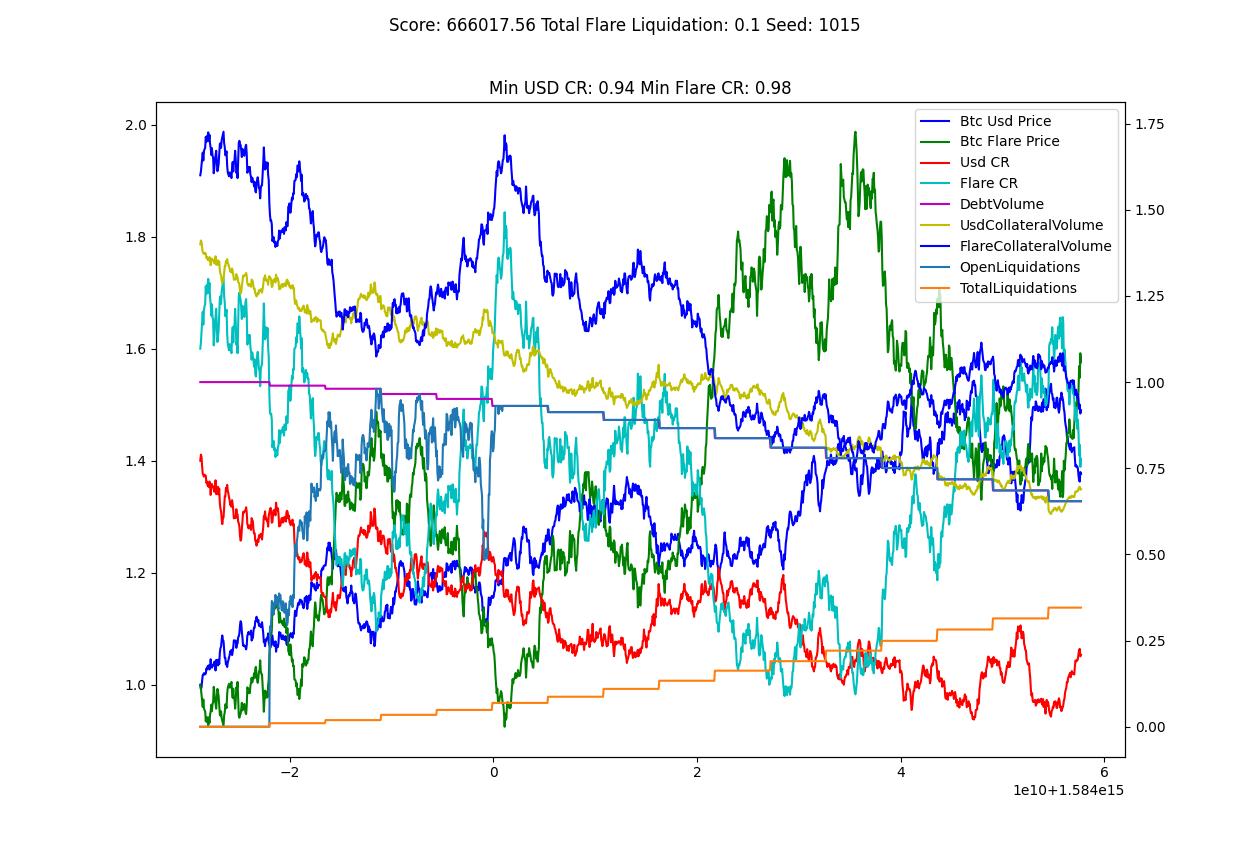 Score: 666017.56 Total Flare Liquidation: 0.1 Seed: 1015
Min USD CR: 0.94 Min Flare CR: 0.98
2.0
1.8
1.6
1.4
1.2
1.0
Btc Usd Price
Btc Flare Price
Usd CR
Flare CR
DebtVolume
UsdCollateralVolume
FlareCollateralVolume
OpenLiquidations
TotalLiquidations
1.75
1.50
1.25
1.00
0.75
0.50
0.25
0.00
−2
0
2
4
6
1e10+1.584e15